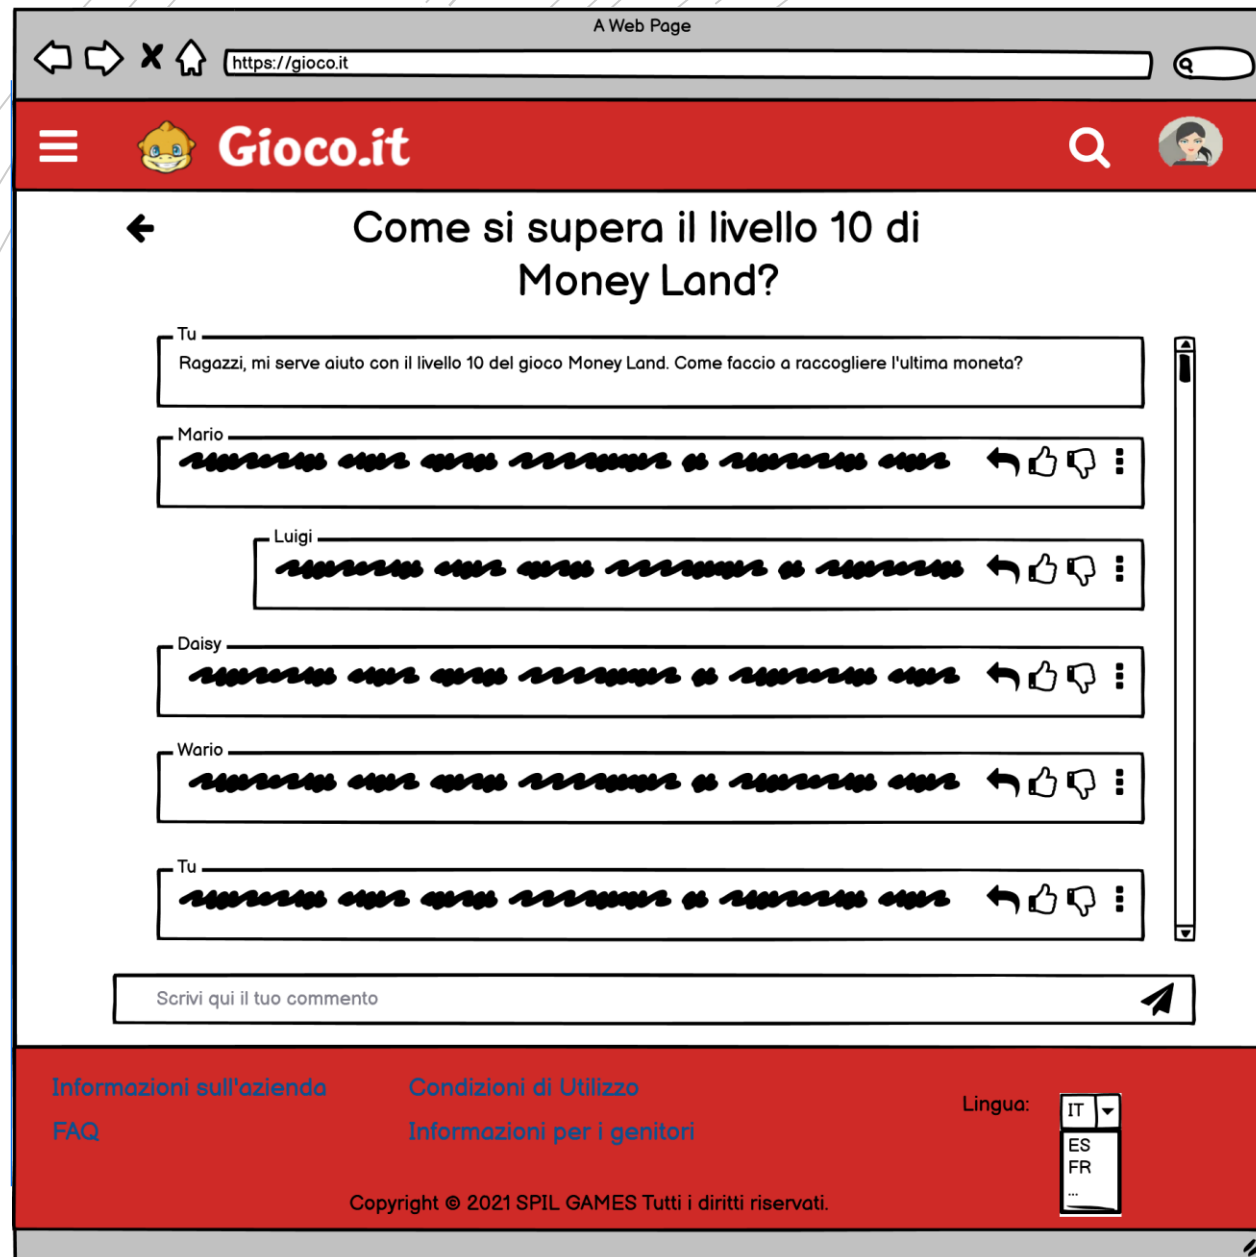 A Web Page
https://gioco.it
Gioco.it
Come si supera il livello 10 di
Money Land?
Tu
Ragazzi, mi serve aiuto con il livello 10 del gioco Money Land. Come faccio a raccogliere l'ultima moneta?
Mario
Luigi
Daisy
Wario
Tu
Scrivi qui il tuo commento
Informazioni sull'azienda
Condizioni di Utilizzo
Lingua:
IT
FAQ
Informazioni per i genitori
ES
FR
...
Copyright © 2021 SPIL GAMES Tutti i diritti riservati.